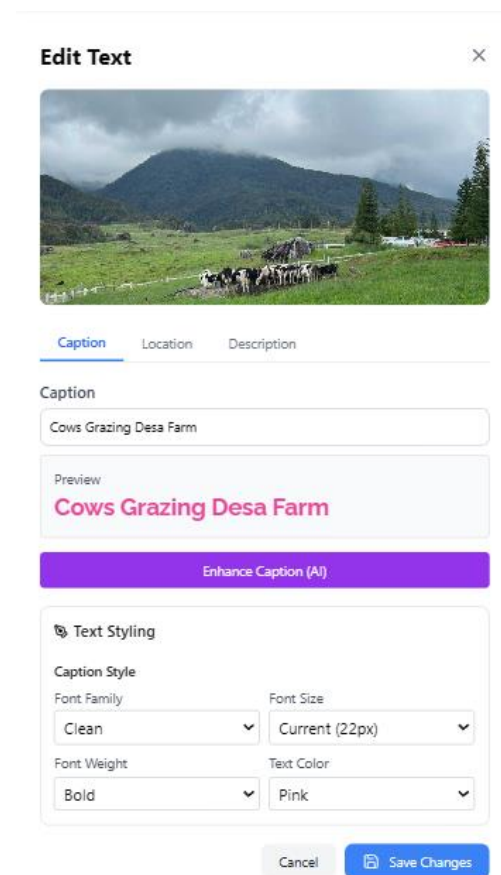 Edit Text
Caption Location Description
Caption
Cows Grazing Desa Farm
Preview
Cows Grazing Desa Farm
Enhance Caption (AI)
Text Styling
Caption Style
Font Family Font Size
Clean Current (22px)
Font Weight Text Color
Bold Pink
Cancel Save Changes